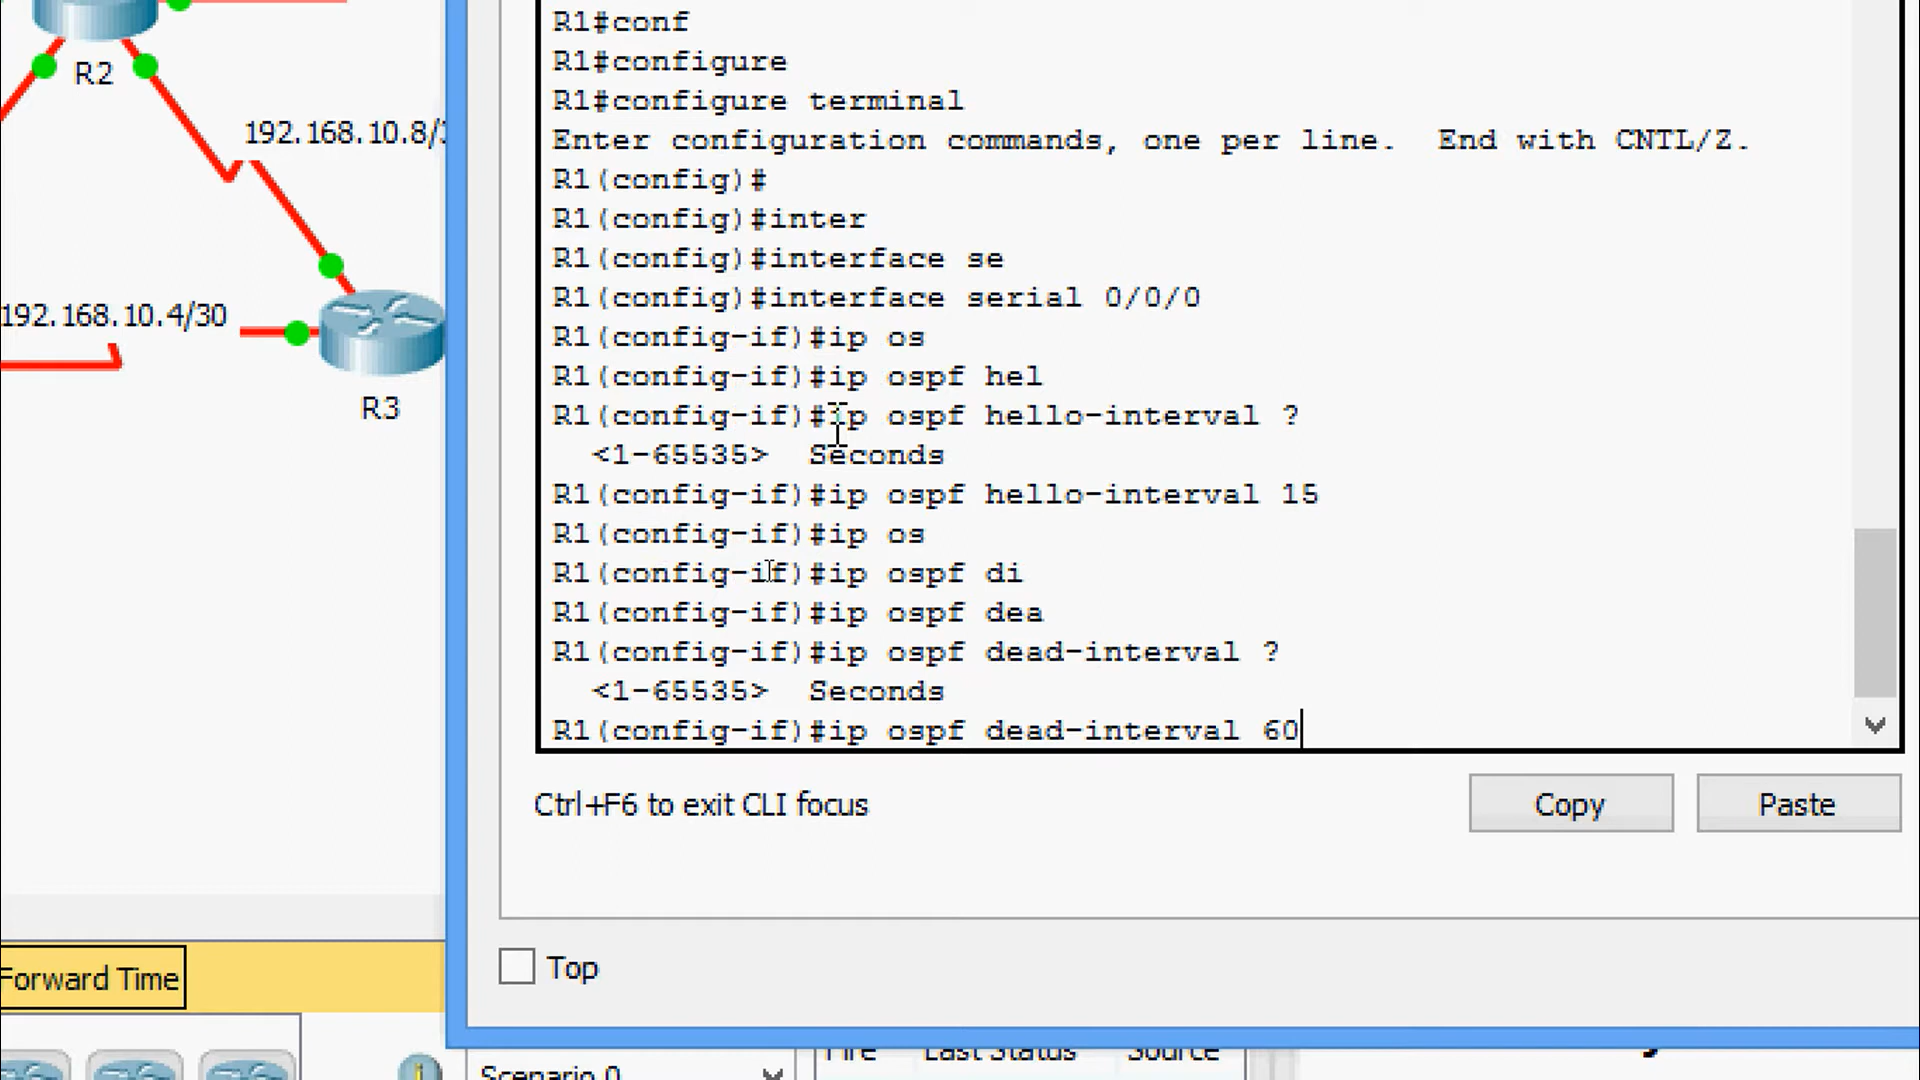 R1#conf
R1#configure
R1#configure terminal
Enter configuration commands, one per line.  End with CNTL/Z.
R1(config)#
R1(config)#inter
R1(config)#interface se
R1(config)#interface serial 0/0/0
R1(config-if)#ip os
R1(config-if)#ip ospf hel
R1(config-if)#ip ospf hello-interval ?
<1-65535>  Seconds
R1(config-if)#ip ospf hello-interval 15
R1(config-if)#ip os
R1(config-if)#ip ospf di
R1(config-if)#ip ospf dea
R1(config-if)#ip ospf dead-interval ?
<1-65535>  Seconds
R1(config-if)#ip ospf dead-interval 60
R2
192.168.10.8/
192.168.10.4/30
R3
Ctrl+F6 to exit CLI focus
Copy
Paste
Top
Forward Time
Fire Last Status Source
Scenario 0